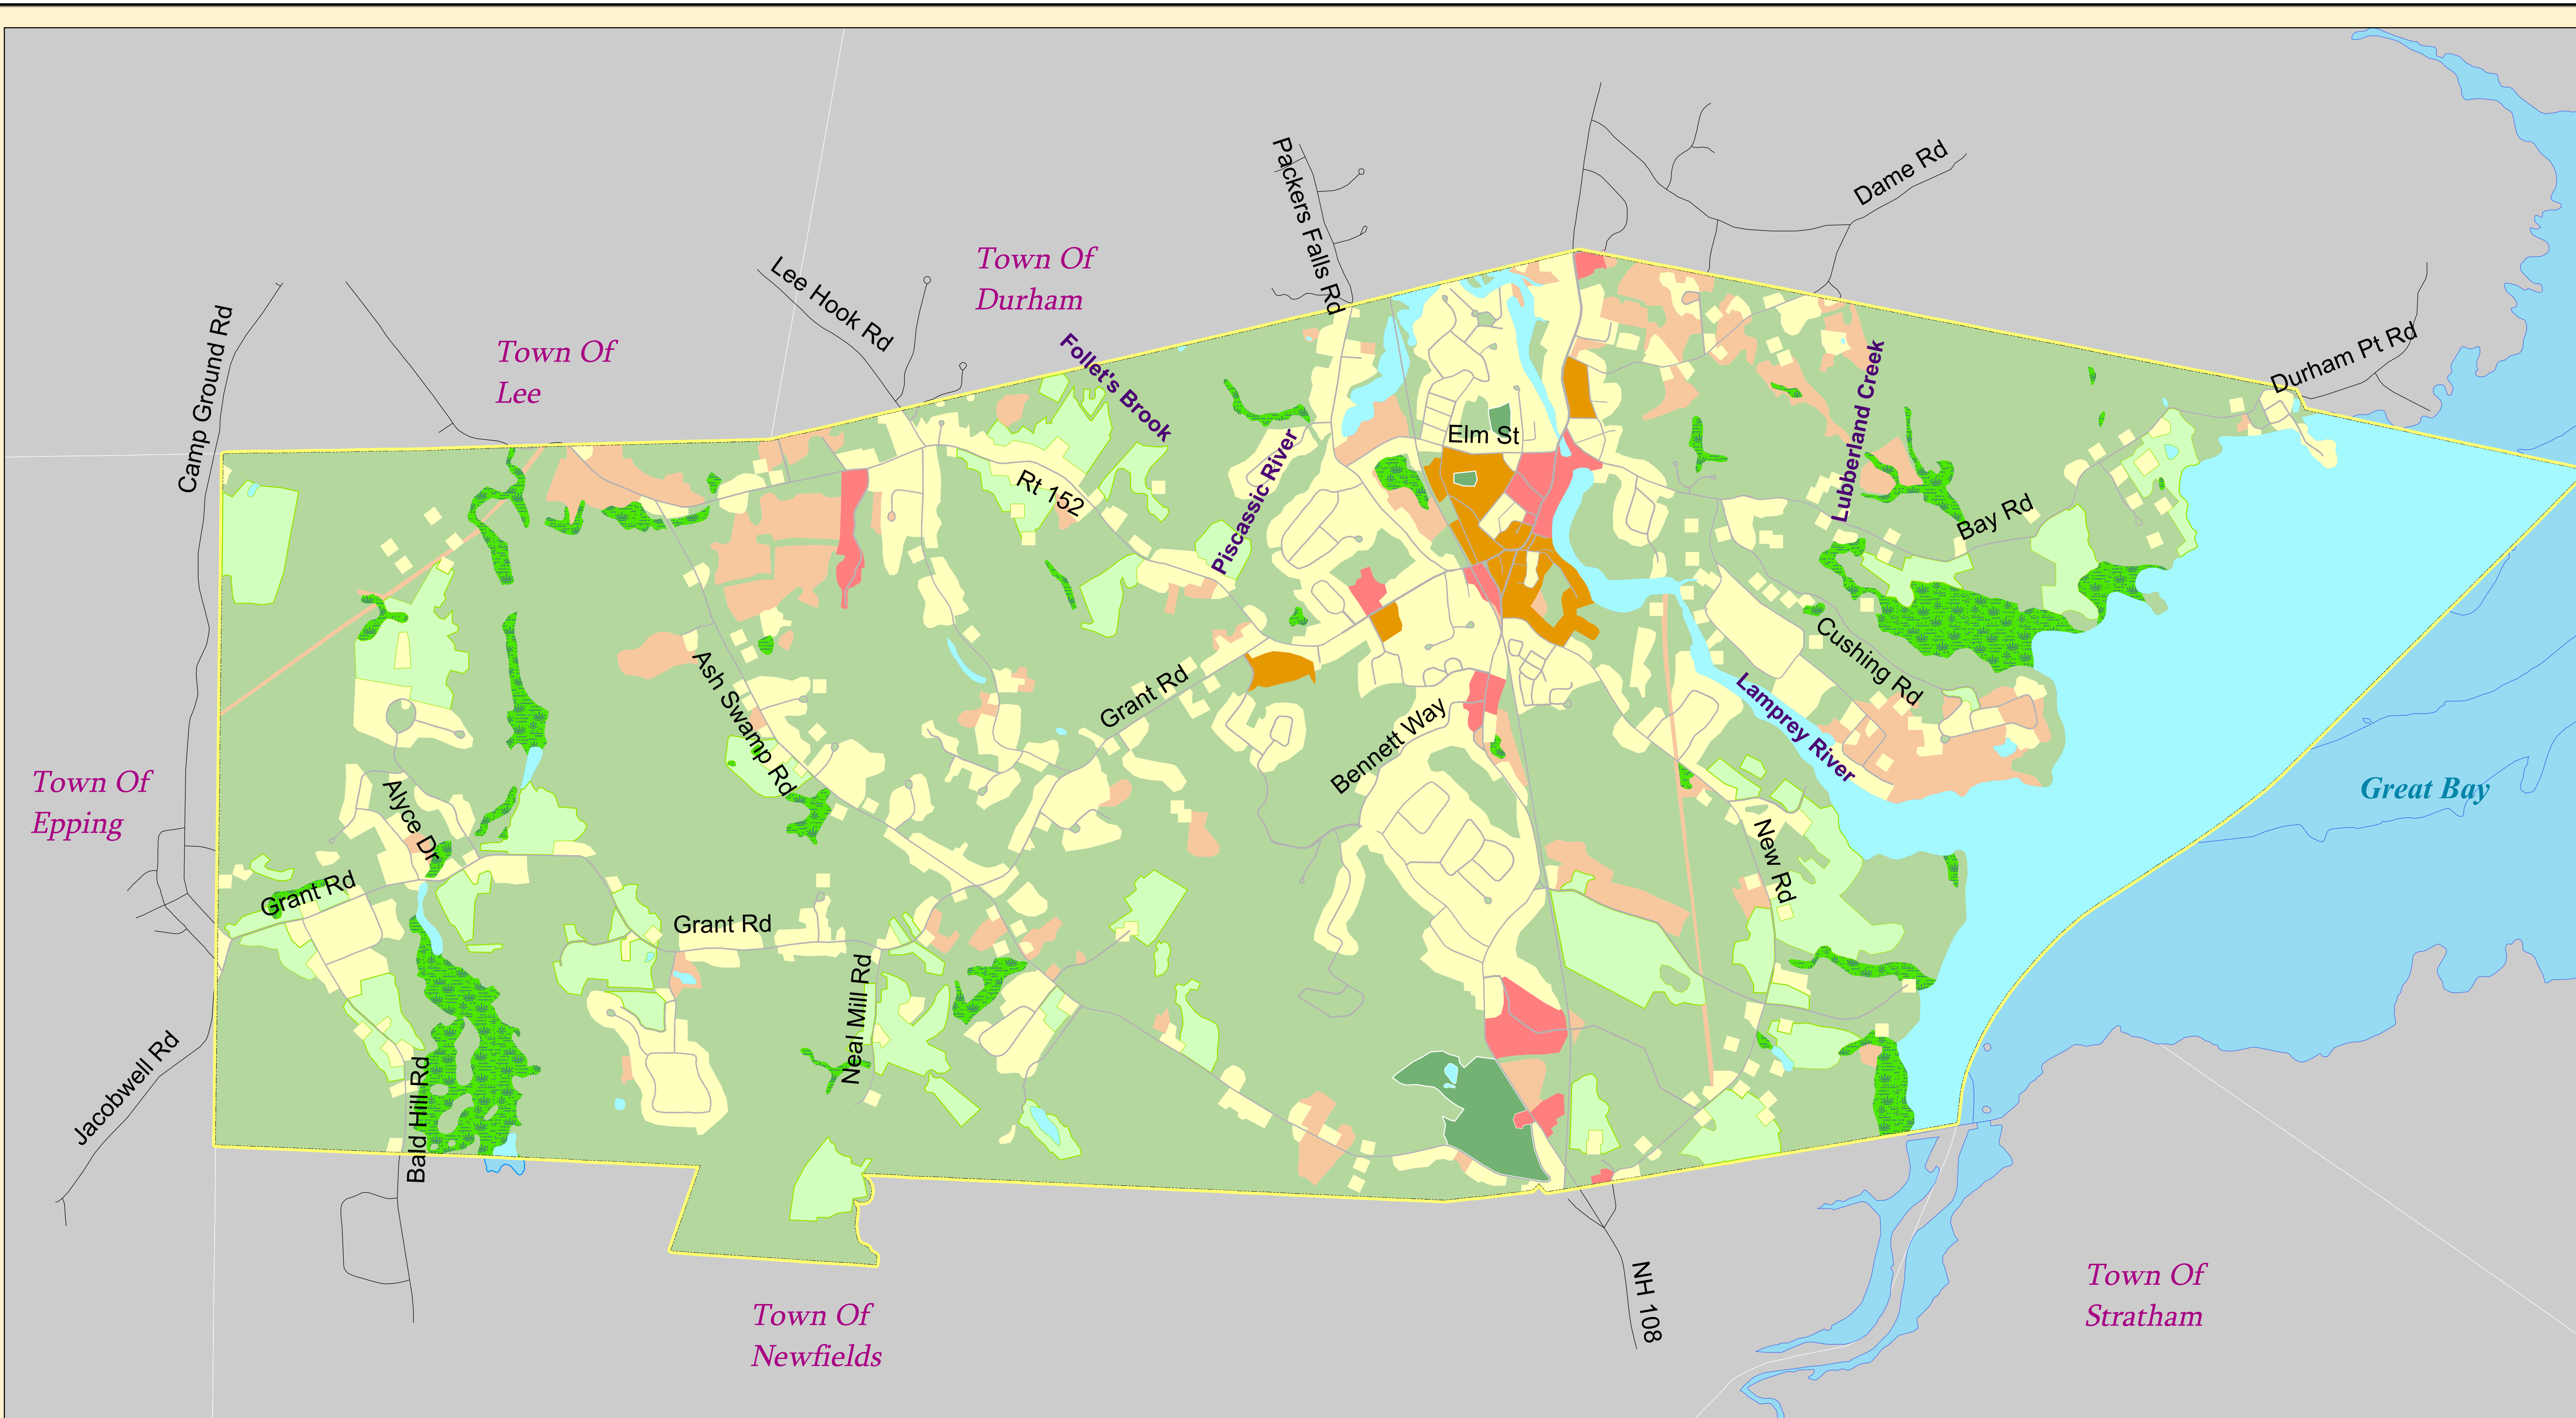 Packers Falls Rd
Dame Rd
Town Of
Durham
Lee Hook Rd
Camp Ground Rd
Town Of
Lee
Follet's Brook
Durham Pt Rd
Lubberland Creek
Elm St
Piscassic River
Rt 152
Bay Rd
Cushing Rd
Ash Swamp Rd
Grant Rd
Bennett Way
Lamprey River
Town Of
Epping
Great Bay
Alyce Dr
New Rd
Grant Rd
Grant Rd
Neal Mill Rd
Jacobwell Rd
Bald Hill Rd
NH 108
Town Of
Stratham
Town Of
Newfields